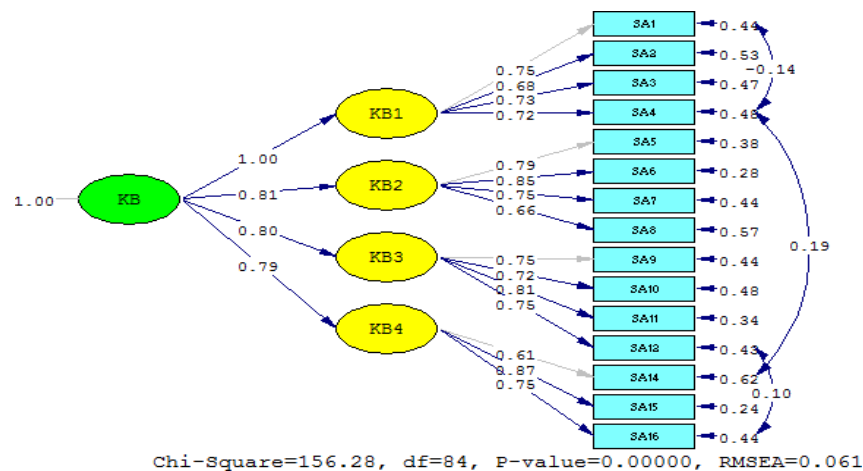 SA1 0.44
SA2 0.53
-0.14
0.75
SA3 0.47
0.68
KB1 0.73
SA4 0.48
0.72
SA5 0.38
1.00
0.79
SA6 0.28
KB2 0.85
1.00 KB 0.81
0.75
SA7 0.44
0.66
SA8 0.57
0.80
0.19
KB3 0.75
SA9 0.44
0.79
0.72
SA10 0.48
0.81
0.75
SA11 0.34
KB4
SA12 0.43
0.61
SA14 0.62
0.87
0.10
0.75
SA15 0.24
SA16 0.44
Chi-Square=156.28, df=84, P-value=0.00000, RMSEA=0.061